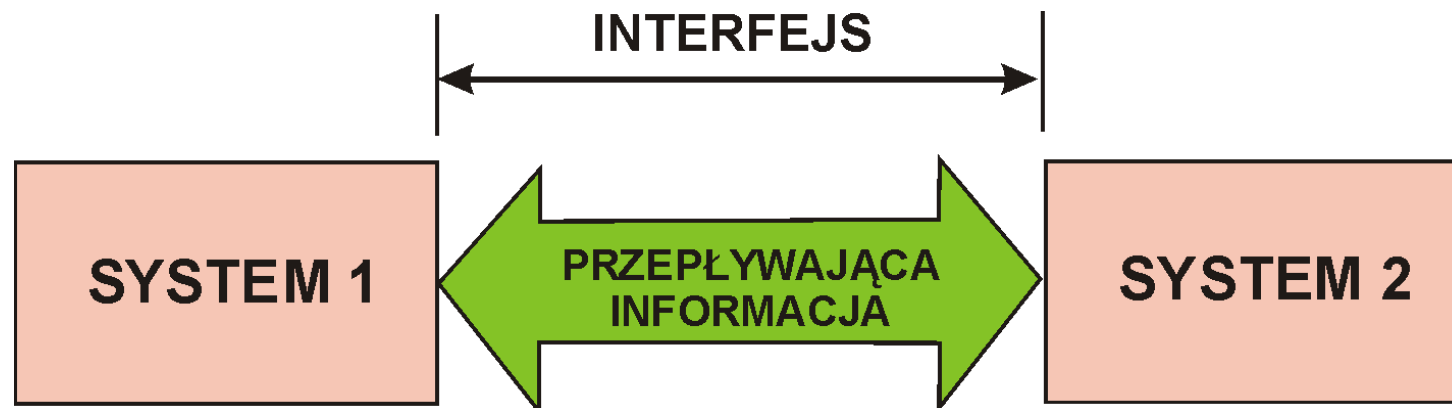 INTERFEJS
SYSTEM 1
PRZEPŁYWAJĄCA
INFORMACJA
SYSTEM 2